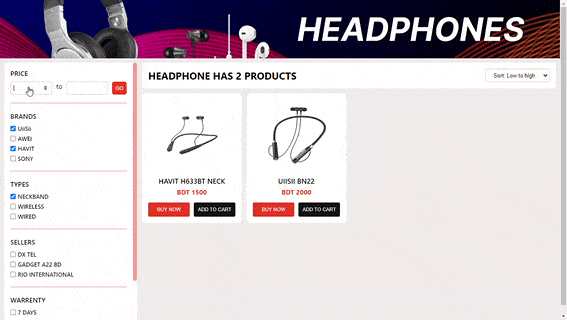 HEADPHONES
PRICE
to
GO
BRANDS
UiiSii
AWEI
HAVIT
SONY
TYPES
NECKBAND
WIRELESS
WIRED
SELLERS
DX TEL
GADGET A22 BD
RIO INTERNATIONAL
WARRENTY
7 DAYS
HEADPHONE HAS 2 PRODUCTS
Sort: Low to high
HAVIT H633BT NECK
BDT 1500
BUY NOW
ADD TO CART
UIISII BN22
BDT 2000
BUY NOW
ADD TO CART